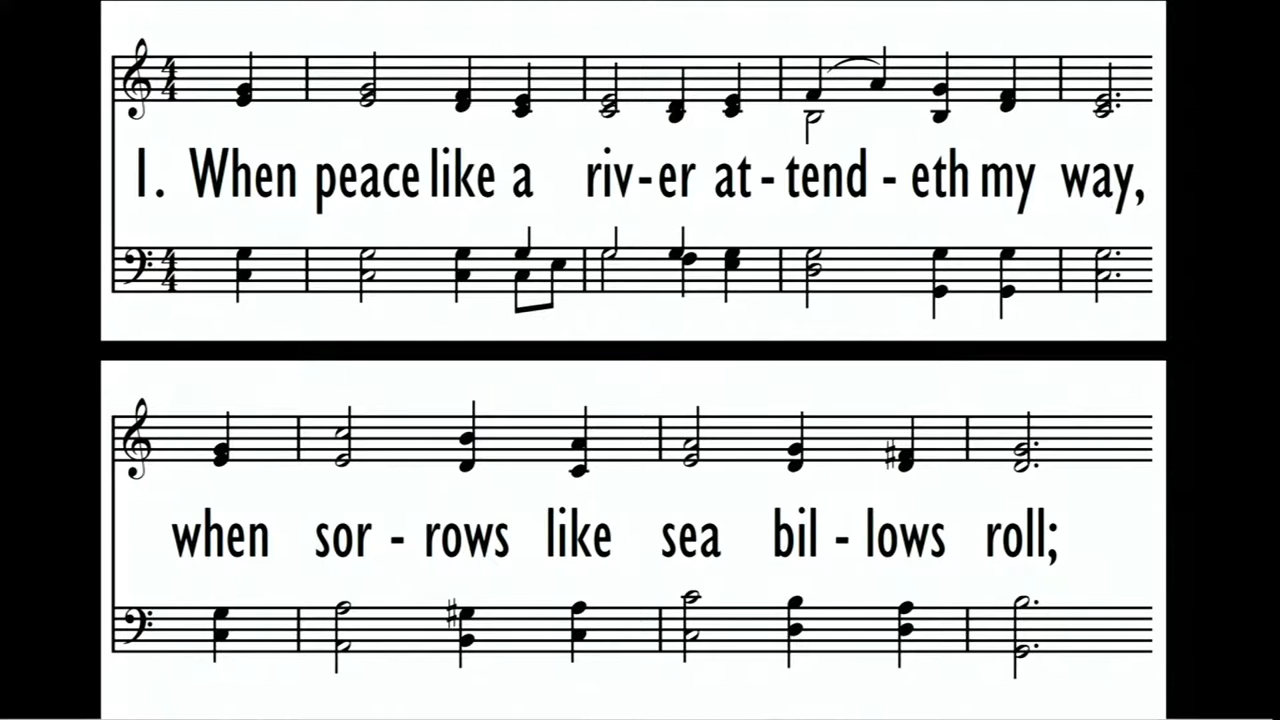 1. When peace like a riv-er at-tend-eth my way,
when sor-rows like sea bil-lows roll;